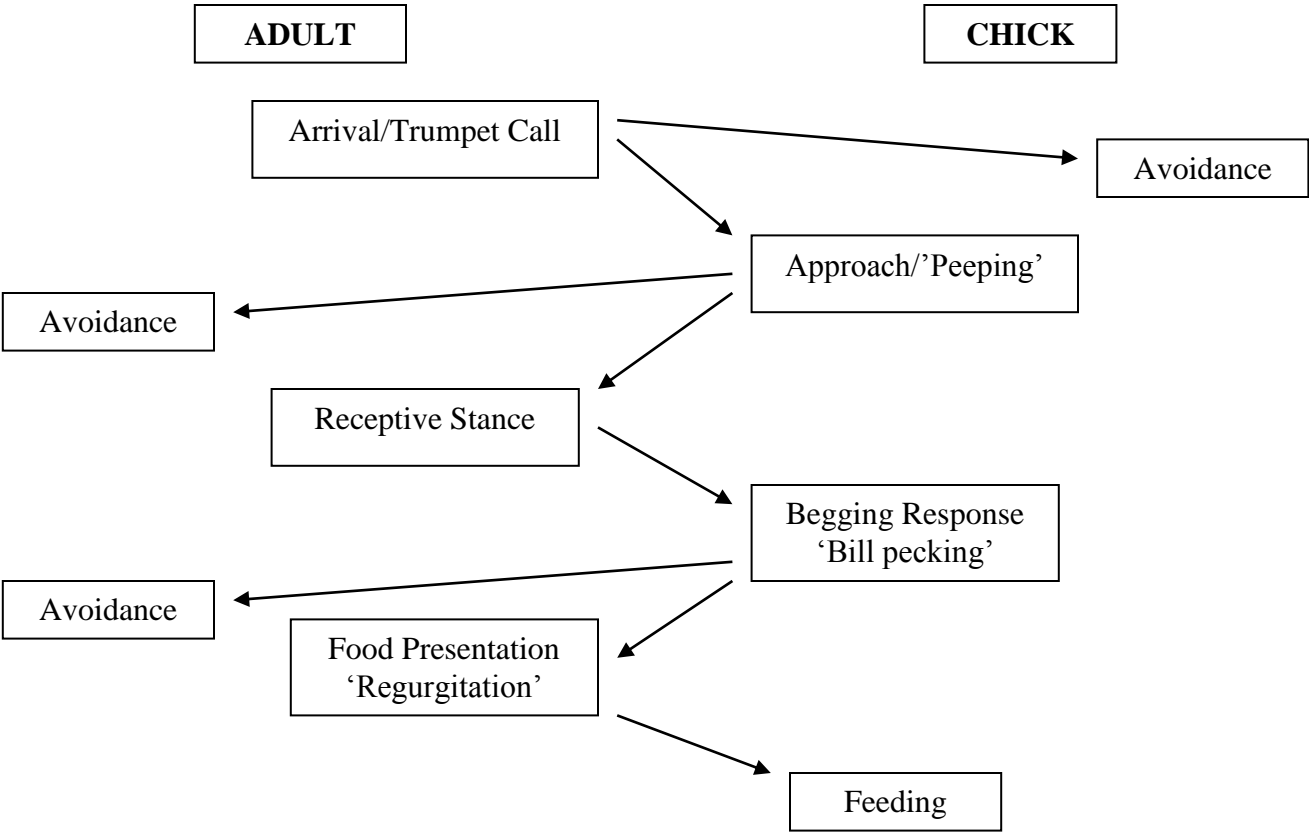 ADULT
CHICK
Arrival/Trumpet Call
Avoidance
Approach/’Peeping’
Avoidance
Receptive Stance
Begging Response
‘Bill pecking’
Avoidance
Food Presentation
‘Regurgitation’
Feeding